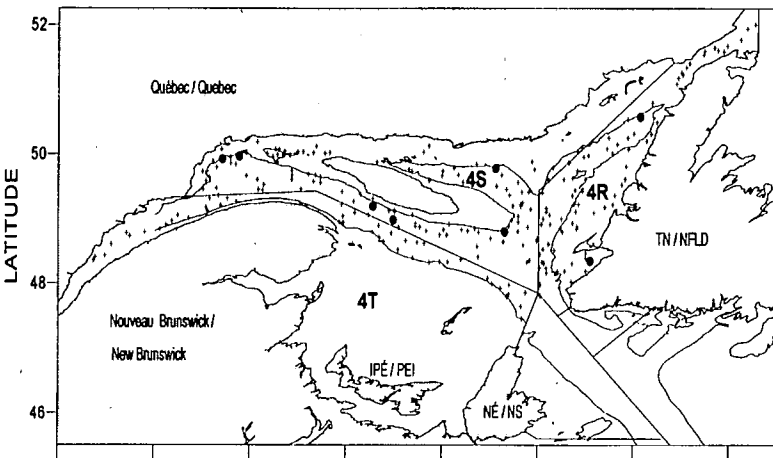 52
Québec / Quebec
50
4S
4R
LATITUDE
TN / NFLD
48
4T
Nouveau Brunswick /
New Brunswick
IPÉ / PEI
NÉ / NS
46